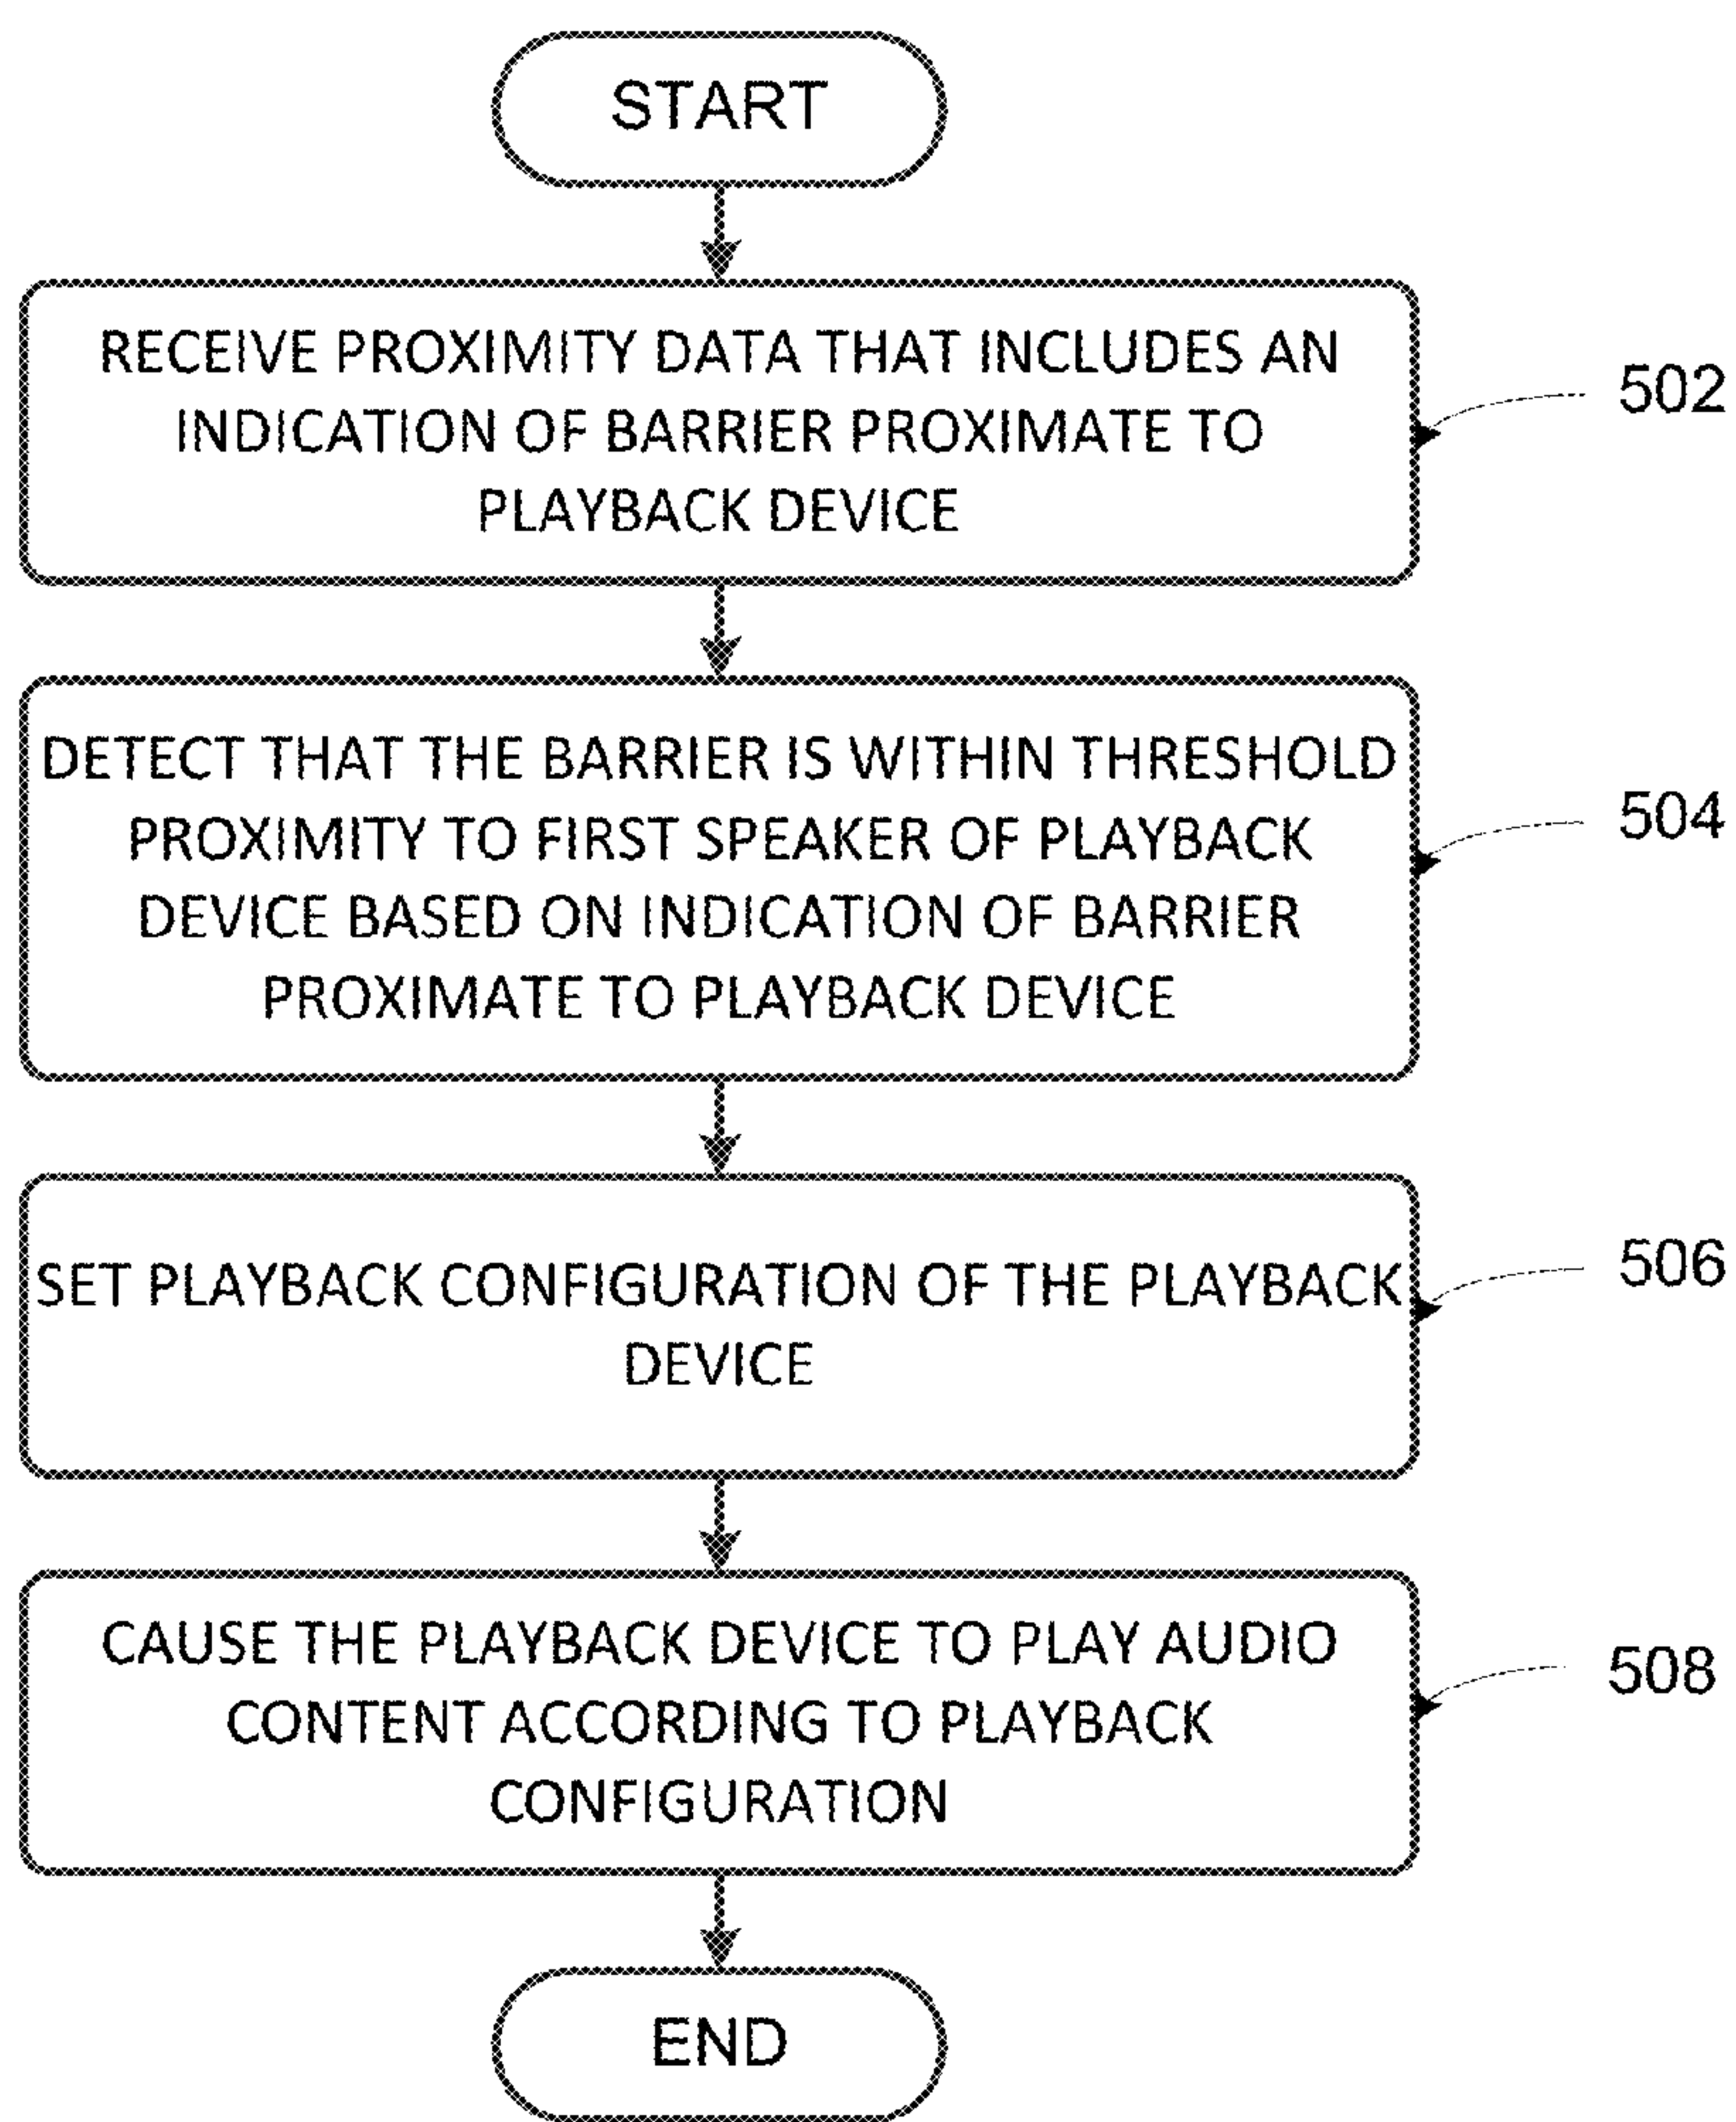 START
RECEIVE PROXIMITY DATA THAT INCLUDES AN
INDICATION OF BARRIER PROXIMATE TO
PLAYBACK DEVICE
502
DETECT THAT THE BARRIER IS WITHIN THRESHOLD
PROXIMITY TO FIRST SPEAKER OF PLAYBACK
DEVICE BASED ON INDICATION OF BARRIER
PROXIMATE TO PLAYBACK DEVICE
504
SET PLAYBACK CONFIGURATION OF THE PLAYBACK
DEVICE
506
CAUSE THE PLAYBACK DEVICE TO PLAY AUDIO
CONTENT ACCORDING TO PLAYBACK
CONFIGURATION
508
END